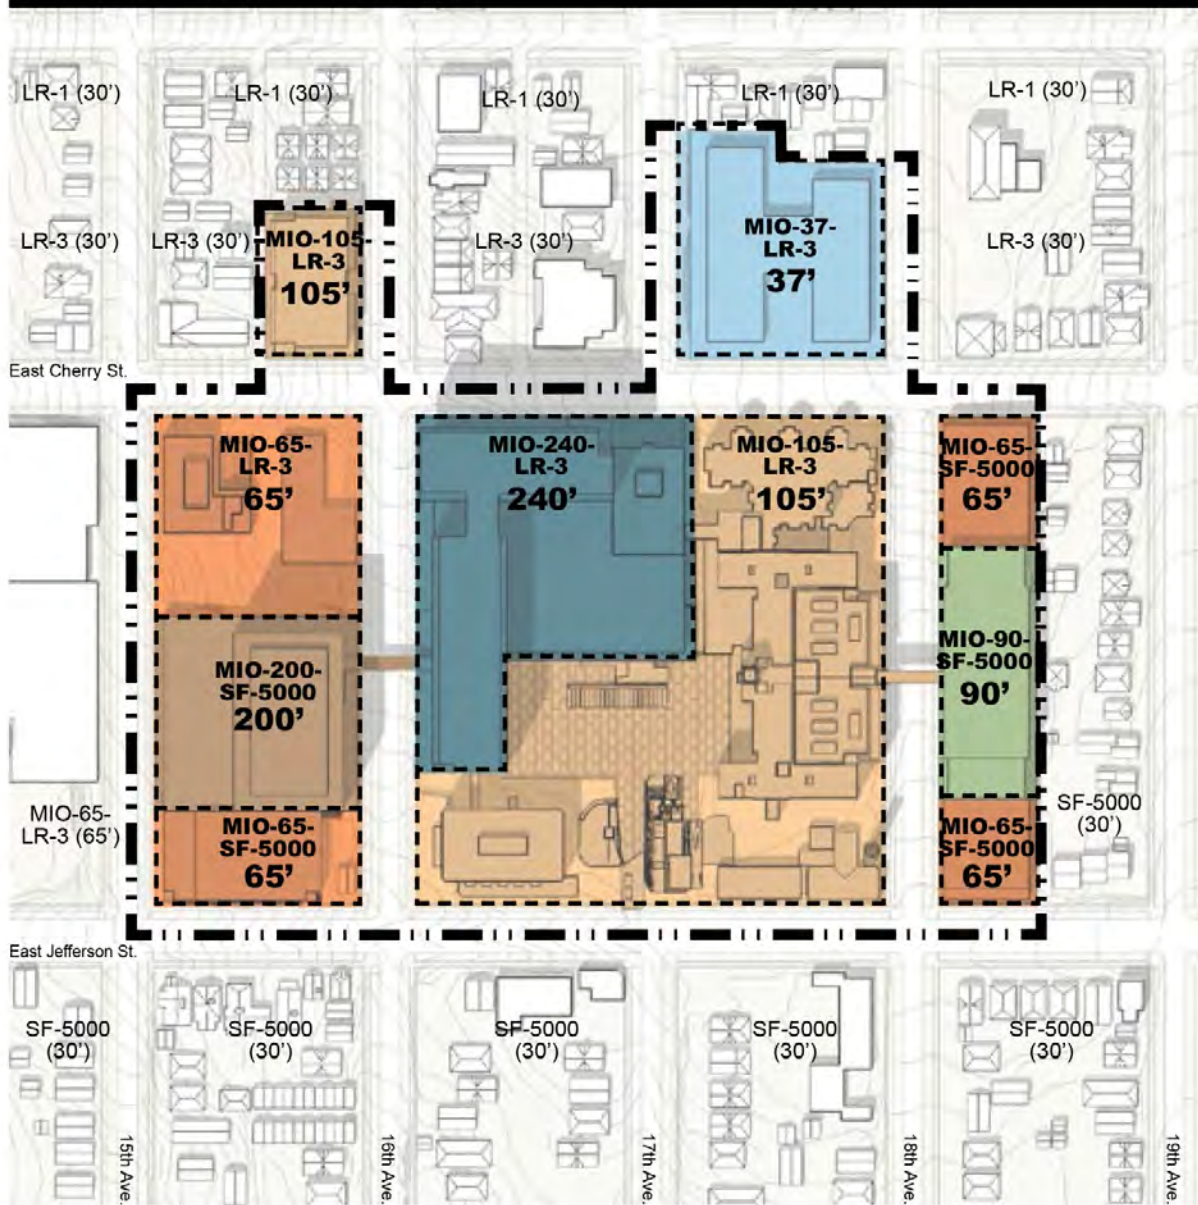 LR-1 (30')
LR-1 (30')
LR-1 (30')
LR-1 (30')
LR-1 (30')
LR-3 (30')
LR-3 (30')
MIO-105-
LR-3
105'
LR-3 (30')
MIO-37-
LR-3
37'
LR-3 (30')
East Cherry St.
MIO-65-
LR-3
65'
MIO-240-
LR-3
240'
MIO-105-
LR-3
105'
MIO-65-
SF-5000
65'
MIO-200-
SF-5000
200'
MIO-90-
SF-5000
90'
MIO-65-
LR-3 (65')
MIO-65-
SF-5000
65'
MIO-65-
SF-5000
65'
SF-5000
(30')
East Jefferson St.
SF-5000
(30')
SF-5000
(30')
SF-5000
(30')
SF-5000
(30')
SF-5000
(30')
15th Ave.
16th Ave.
17th Ave.
18th Ave.
19th Ave.